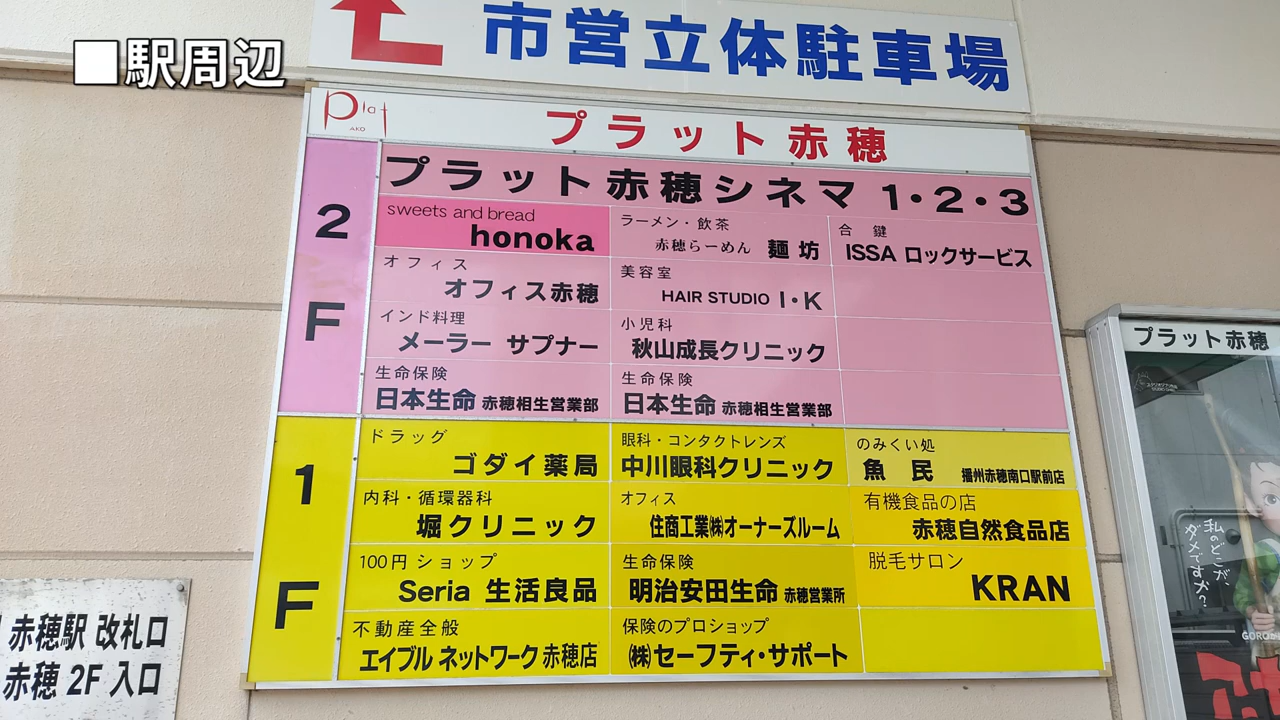 ■駅周辺
市営立体駐車場
Plat
AKO
プラット赤穂
2F
プラット赤穂シネマ 1・2・3
sweets and bread
honoka
ラーメン・飲茶
赤穂らーめん 麺坊
合鍵
ISSA ロックサービス
オフィス
オフィス赤穂
美容室
HAIR STUDIO I・K
インド料理
メーラー サプナー
小児科
秋山成長クリニック
生命保険
日本生命 赤穂相生営業部
生命保険
日本生命 赤穂相生営業部
1F
ドラッグ
ゴダイ薬局
眼科・コンタクトレンズ
中川眼科クリニック
のみくい処
魚民 播州赤穂南口駅前店
内科・循環器科
堀クリニック
オフィス
住商工業㈱オーナーズルーム
有機食品の店
赤穂自然食品店
100円ショップ
Seria 生活良品
生命保険
明治安田生命 赤穂営業所
脱毛サロン
KRAN
不動産全般
エイブル ネットワーク 赤穂店
保険のプロショップ
㈱セーフティ・サポート
プラット赤穂
私のどこが、
ダメですか?
赤穂駅 改札口
赤穂 2F 入口